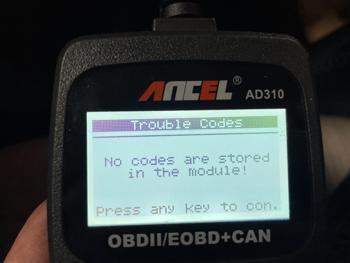 ANCEL®
AD310
Trouble Codes
No codes are stored
in the module!
Press any key to con.
OBDII/EOBD+CAN